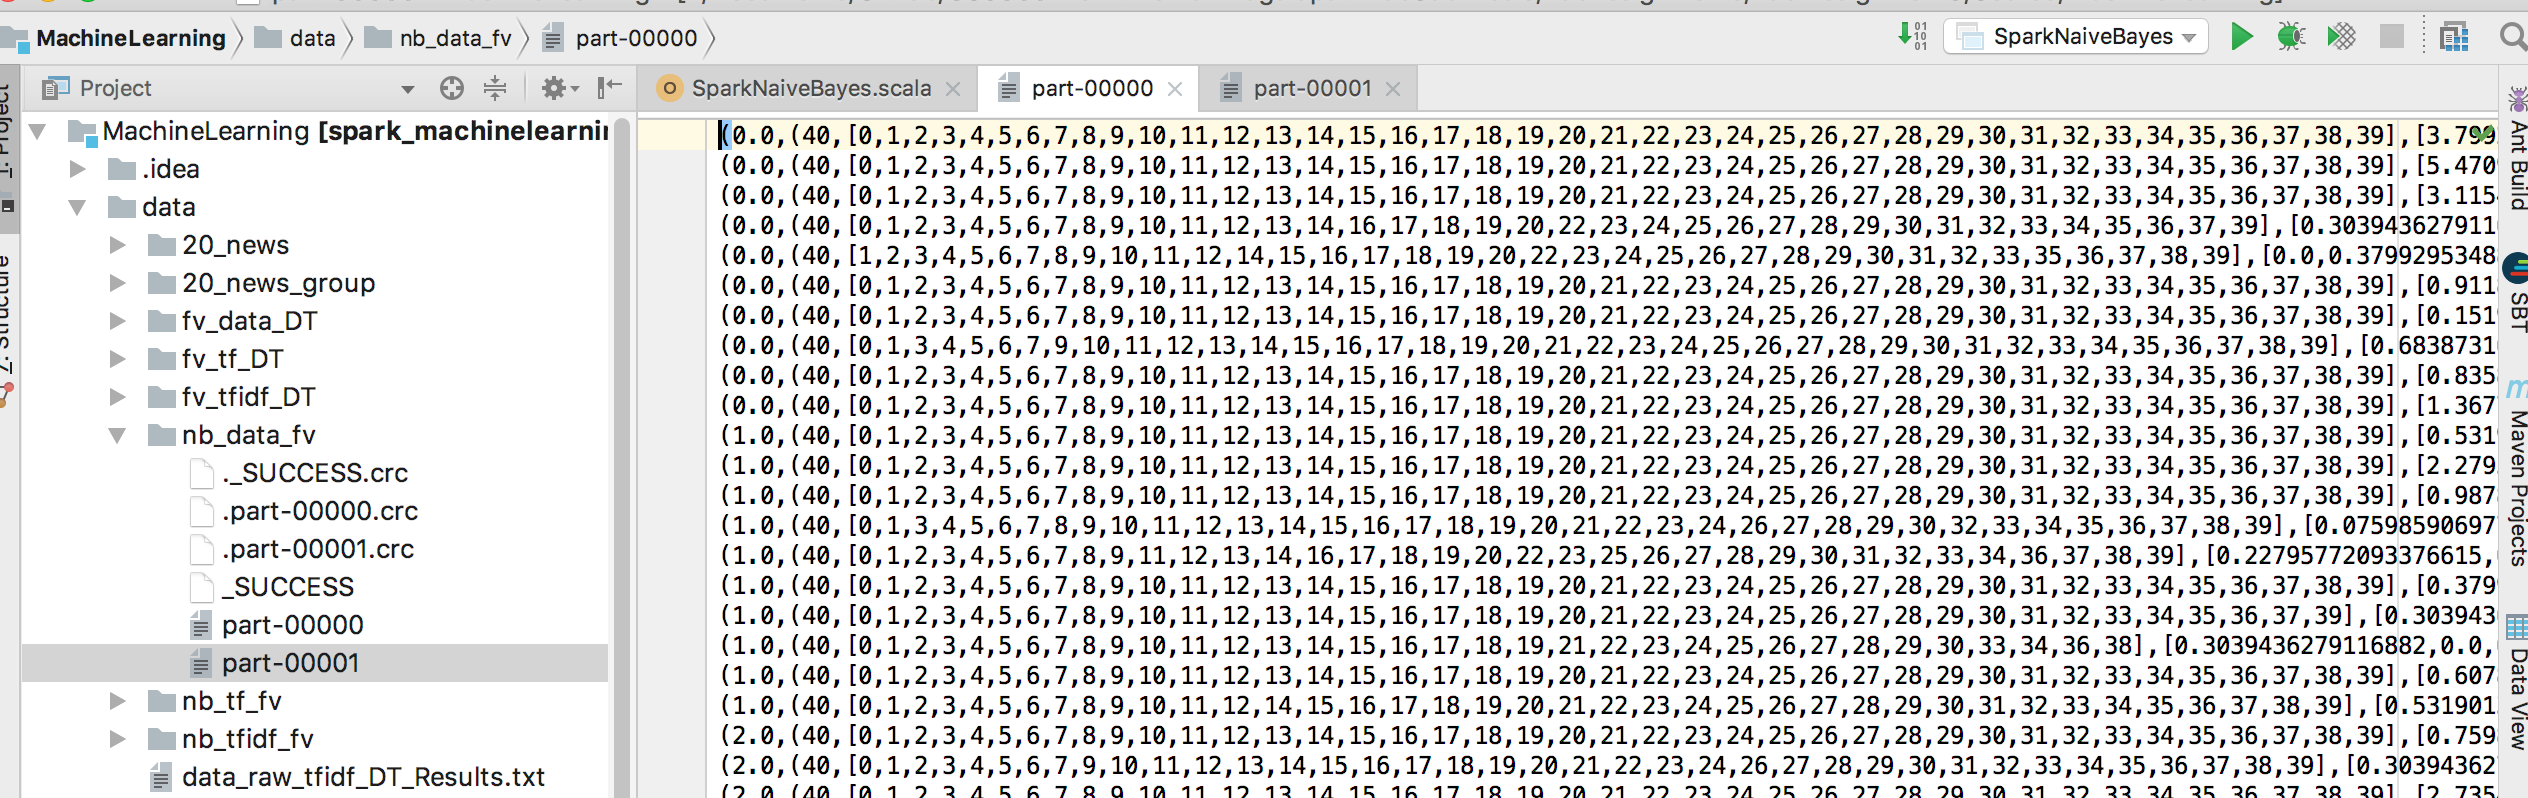 MachineLearning data nb_data_fv part-00000
SparkNaiveBayes
Project
SparkNaiveBayes.scala part-00000 part-00001
MachineLearning [spark_machinelearnin
.idea
data
20_news
20_news_group
fv_data_DT
fv_tf_DT
fv_tfidf_DT
nb_data_fv
._SUCCESS.crc
.part-00000.crc
.part-00001.crc
_SUCCESS
part-00000
part-00001
nb_tf_fv
nb_tfidf_fv
data_raw_tfidf_DT_Results.txt
(0.0,(40,[0,1,2,3,4,5,6,7,8,9,10,11,12,13,14,15,16,17,18,19,20,21,22,23,24,25,26,27,28,29,30,31,32,33,34,35,36,37,38,39],[3.799
(0.0,(40,[0,1,2,3,4,5,6,7,8,9,10,11,12,13,14,15,16,17,18,19,20,21,22,23,24,25,26,27,28,29,30,31,32,33,34,35,36,37,38,39],[5.470
(0.0,(40,[0,1,2,3,4,5,6,7,8,9,10,11,12,13,14,15,16,17,18,19,20,21,22,23,24,25,26,27,28,29,30,31,32,33,34,35,36,37,38,39],[3.115
(0.0,(40,[0,1,2,3,4,5,6,7,8,9,10,11,12,13,14,16,17,18,19,20,22,23,24,25,26,27,28,29,30,31,32,33,34,35,36,37,39],[0.303943627911
(0.0,(40,[1,2,3,4,5,6,7,8,9,10,11,12,14,15,16,17,18,19,20,22,23,24,25,26,27,28,29,30,31,32,33,35,36,37,38,39],[0.0,0.379929534
(0.0,(40,[0,1,2,3,4,5,6,7,8,9,10,11,12,13,14,15,16,17,18,19,20,21,22,23,24,25,26,27,28,29,30,31,32,33,34,35,36,37,38,39],[0.911
(0.0,(40,[0,1,2,3,4,5,6,7,8,9,10,11,12,13,14,15,16,17,18,19,20,21,22,23,24,25,26,27,28,29,30,31,32,33,34,35,36,37,38,39],[0.151
(0.0,(40,[0,1,3,4,5,6,7,9,10,11,12,13,14,15,16,17,18,19,20,21,22,23,24,25,26,27,28,29,30,31,32,33,34,35,36,37,38,39],[0.6838731
(0.0,(40,[0,1,2,3,4,5,6,7,8,9,10,11,12,13,14,15,16,17,18,19,20,21,22,23,24,25,26,27,28,29,30,31,32,33,34,35,36,37,38,39],[0.835
(0.0,(40,[0,1,2,3,4,5,6,7,8,9,10,11,12,13,14,15,16,17,18,19,20,21,22,23,24,25,26,27,28,29,30,31,32,33,34,35,36,37,38,39],[1.367
(1.0,(40,[0,1,2,3,4,5,6,7,8,9,10,11,12,13,14,15,16,17,18,19,20,21,22,23,24,25,26,27,28,29,30,31,32,33,34,35,36,37,38,39],[0.531
(1.0,(40,[0,1,2,3,4,5,6,7,8,9,10,11,12,13,14,15,16,17,18,19,20,21,22,23,24,25,26,27,28,29,30,31,32,33,34,35,36,37,38,39],[2.279
(1.0,(40,[0,1,2,3,4,5,6,7,8,9,10,11,12,13,14,15,16,17,18,19,20,21,22,23,24,25,26,27,28,29,30,31,32,33,34,35,36,37,38,39],[0.987
(1.0,(40,[0,1,3,4,5,6,7,8,9,10,11,12,13,14,15,16,17,18,19,20,21,22,23,24,26,27,28,29,30,32,33,34,35,36,37,38,39],[0.07598590697
(1.0,(40,[0,1,2,3,4,5,6,7,8,9,11,12,13,14,16,17,18,19,20,22,23,25,26,27,28,29,30,31,32,33,34,36,37,38,39],[0.22795772093376615,
(1.0,(40,[0,1,2,3,4,5,6,7,8,9,10,11,12,13,14,15,16,17,18,19,20,21,22,23,24,25,26,27,28,29,30,31,32,33,34,35,36,37,38,39],[0.379
(1.0,(40,[0,1,2,3,4,5,6,7,8,9,10,11,12,13,14,15,16,17,18,19,20,21,22,23,24,25,26,27,28,29,30,31,32,33,34,35,36,37,39],[0.30394
(1.0,(40,[0,1,2,3,4,5,6,7,8,9,10,11,12,13,14,15,16,17,18,19,21,22,23,24,25,26,27,28,29,30,33,34,36,38],[0.3039436279116882,0.0,
(1.0,(40,[0,1,2,3,4,5,6,7,8,9,10,11,12,13,14,15,16,17,18,19,20,21,22,23,24,25,26,27,28,29,30,31,32,33,34,35,36,37,38,39],[0.607
(1.0,(40,[0,1,2,3,4,5,6,7,8,9,10,11,12,14,15,16,17,18,19,20,21,22,23,24,25,26,27,28,29,30,31,32,33,34,35,36,37,38,39],[0.531901
(2.0,(40,[0,1,2,3,4,5,6,7,8,9,10,11,12,13,14,15,16,17,18,19,20,21,22,23,24,25,26,27,28,29,30,31,32,33,34,35,36,37,38,39],[0.759
(2.0,(40,[0,1,2,3,4,5,6,7,9,10,11,12,13,14,15,16,17,18,19,20,21,22,23,24,26,27,28,29,30,31,32,33,34,35,36,37,38,39],[0.3039436
(2.0,(40,[0,1,2,3,4,5,6,7,8,9,10,11,12,13,14,15,16,17,18,19,20,21,22,23,24,25,26,27,28,29,30,31,32,33,34,35,36,37,38,39],[2.735
1: Project
7: Structure
Ant Build
SBT
Maven Projects
Data View